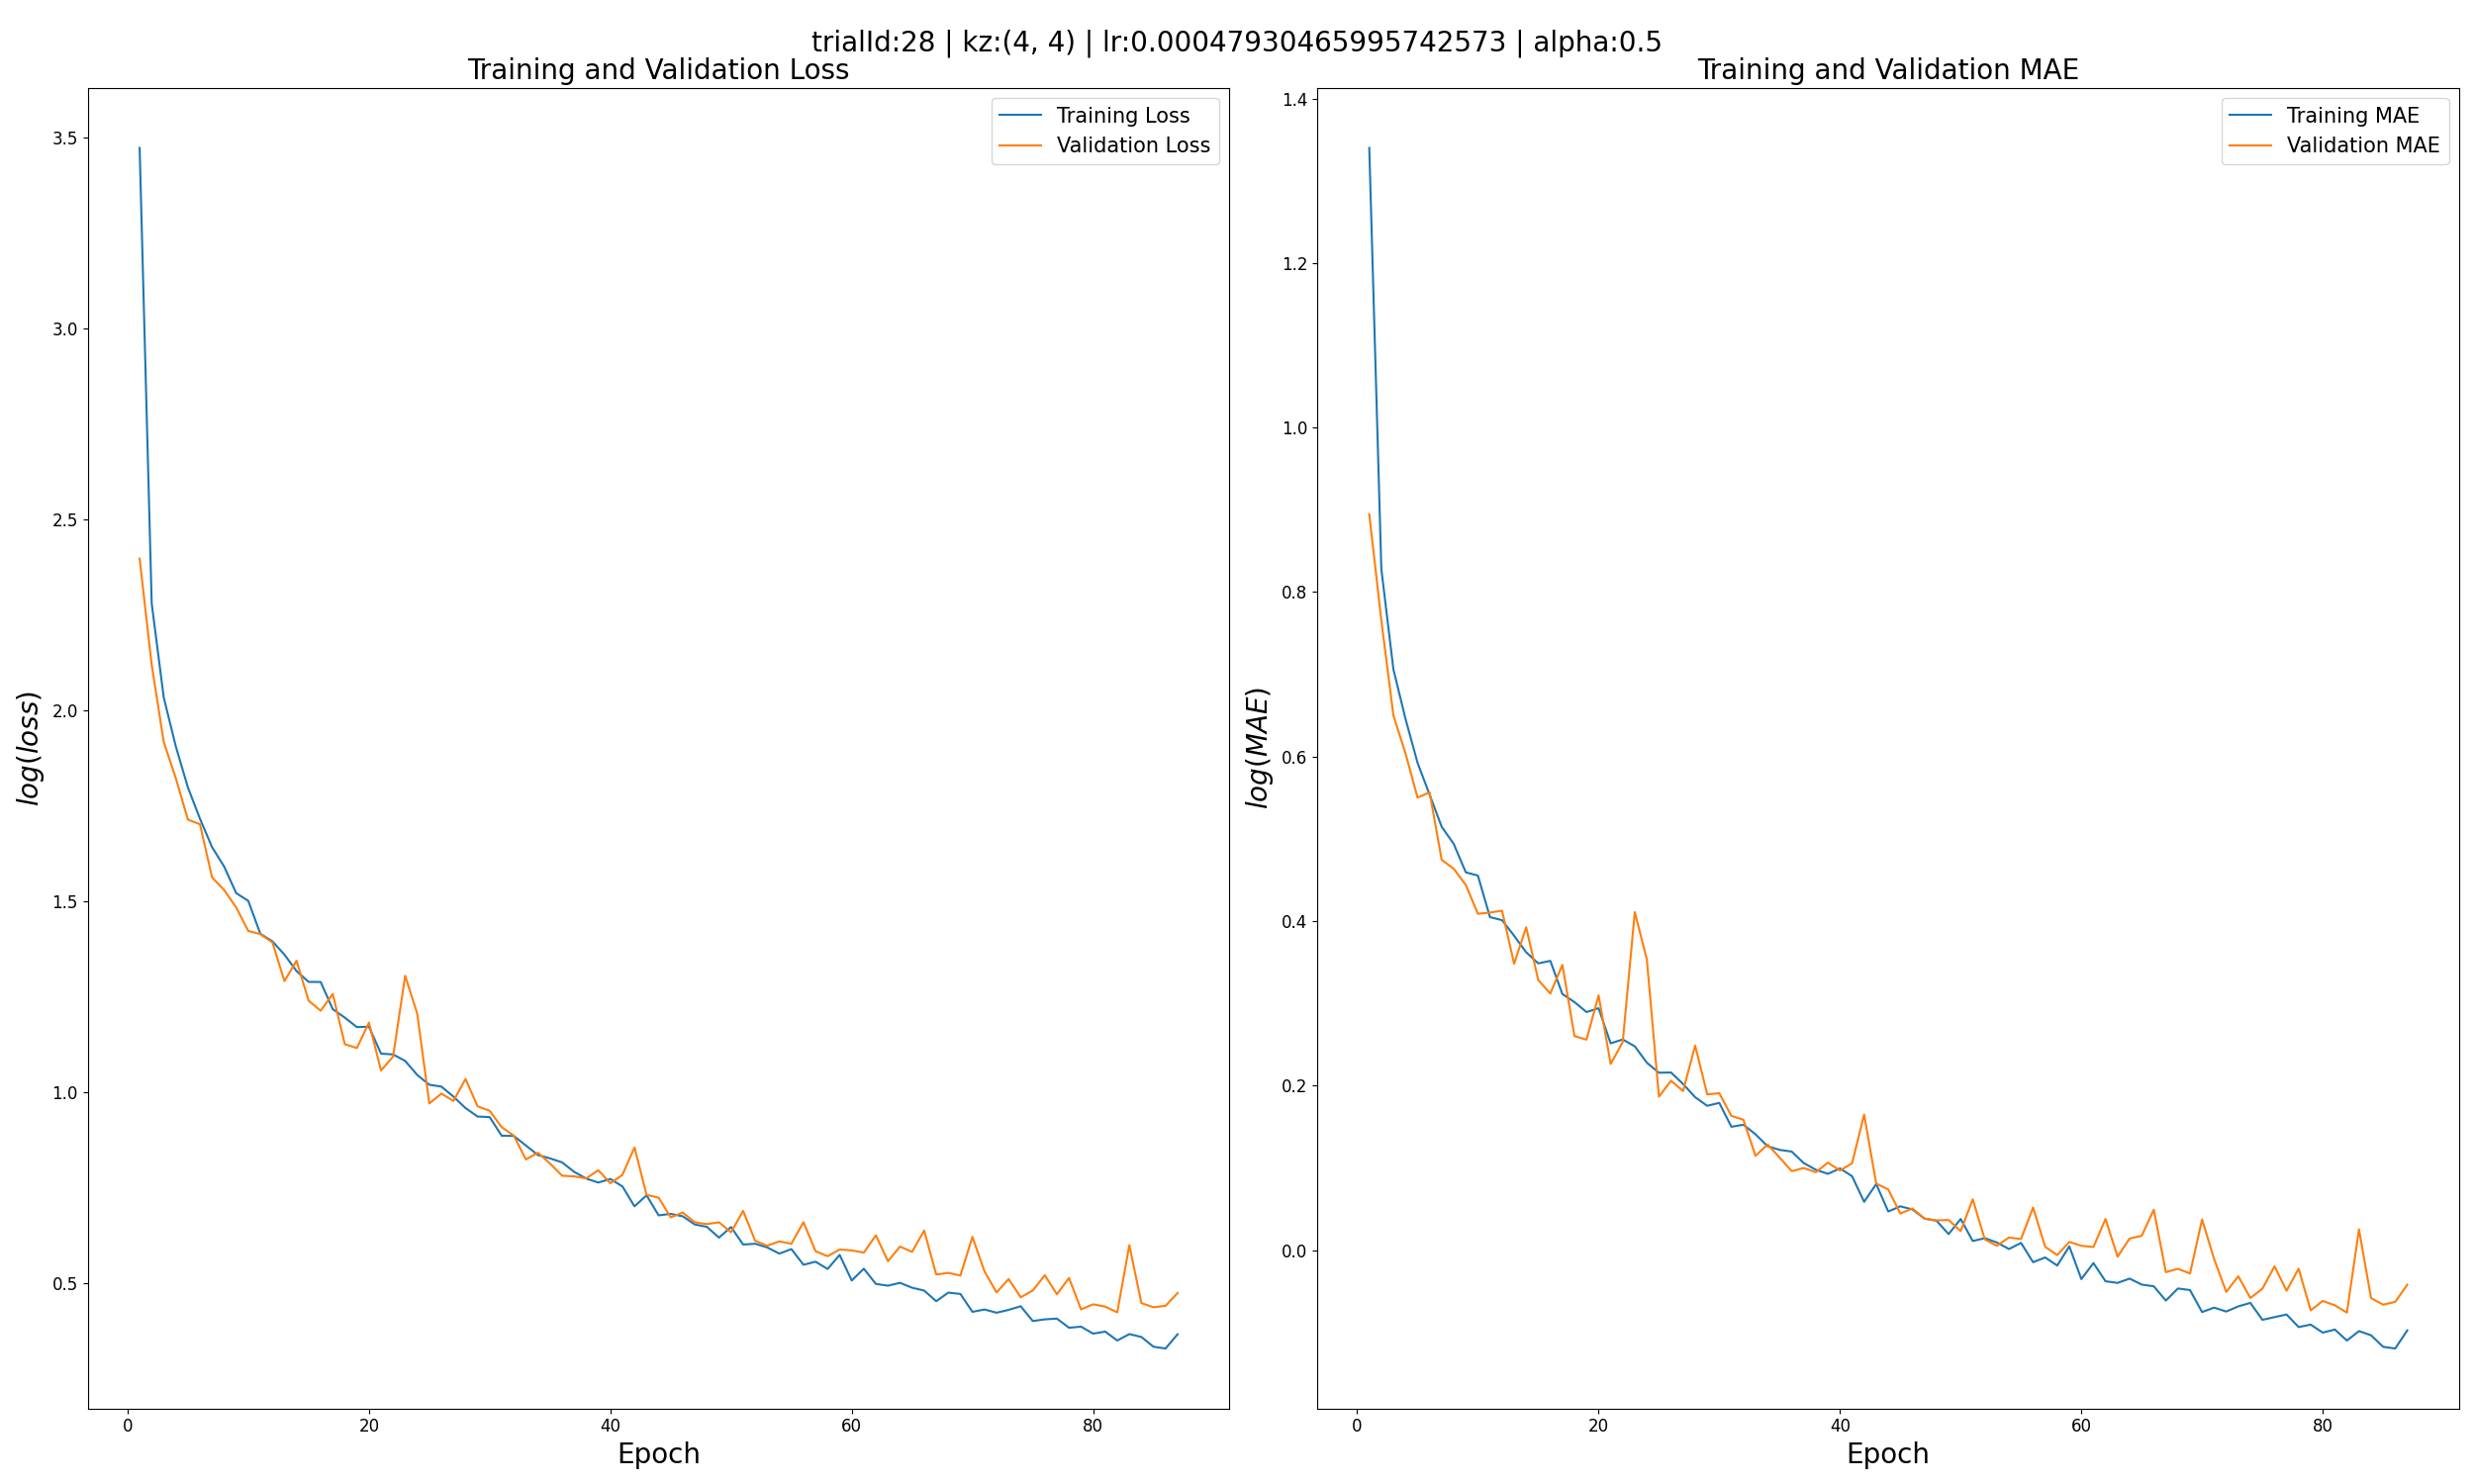 trialId:28 | kz:(4, 4) | lr:0.00047930465995742573 | alpha:0.5
Training and Validation Loss
Training Loss
Validation Loss
3.5
3.0
2.5
2.0
1.5
1.0
0.5
log(loss)
0 20 40 60 80
Epoch
Training and Validation MAE
Training MAE
Validation MAE
1.4
1.2
1.0
0.8
0.6
0.4
0.2
0.0
log(MAE)
0 20 40 60 80
Epoch